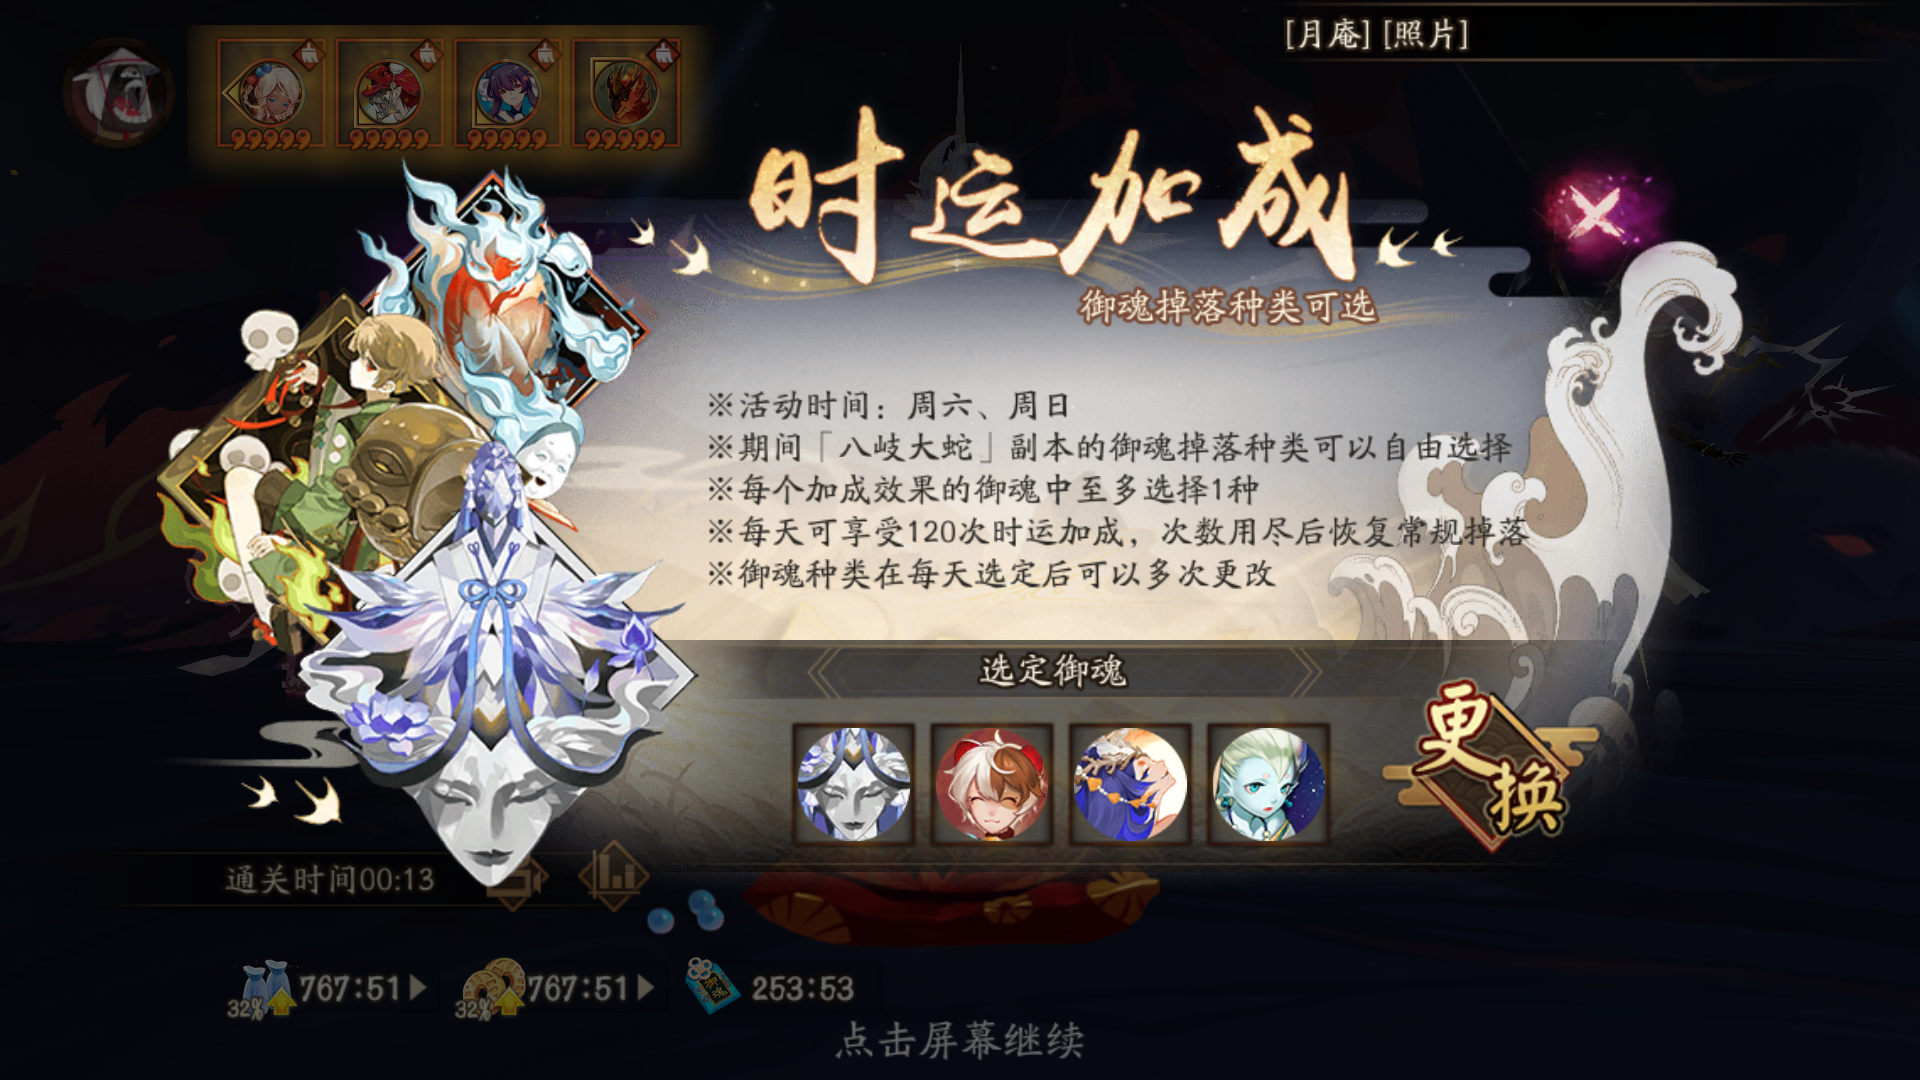 [月庵] [照片]
时运加成
御魂掉落种类可选
※活动时间：周六、周日
※期间「八岐大蛇」副本的御魂掉落种类可以自由选择
※每个加成效果的御魂中至多选择1种
※每天可享受120次时运加成，次数用尽后恢复常规掉落
※御魂种类在每天选定后可以多次更改
选定御魂
更换
通关时间00:13
32% 767:51
32% 767:51
御魂 253:53
点击屏幕继续